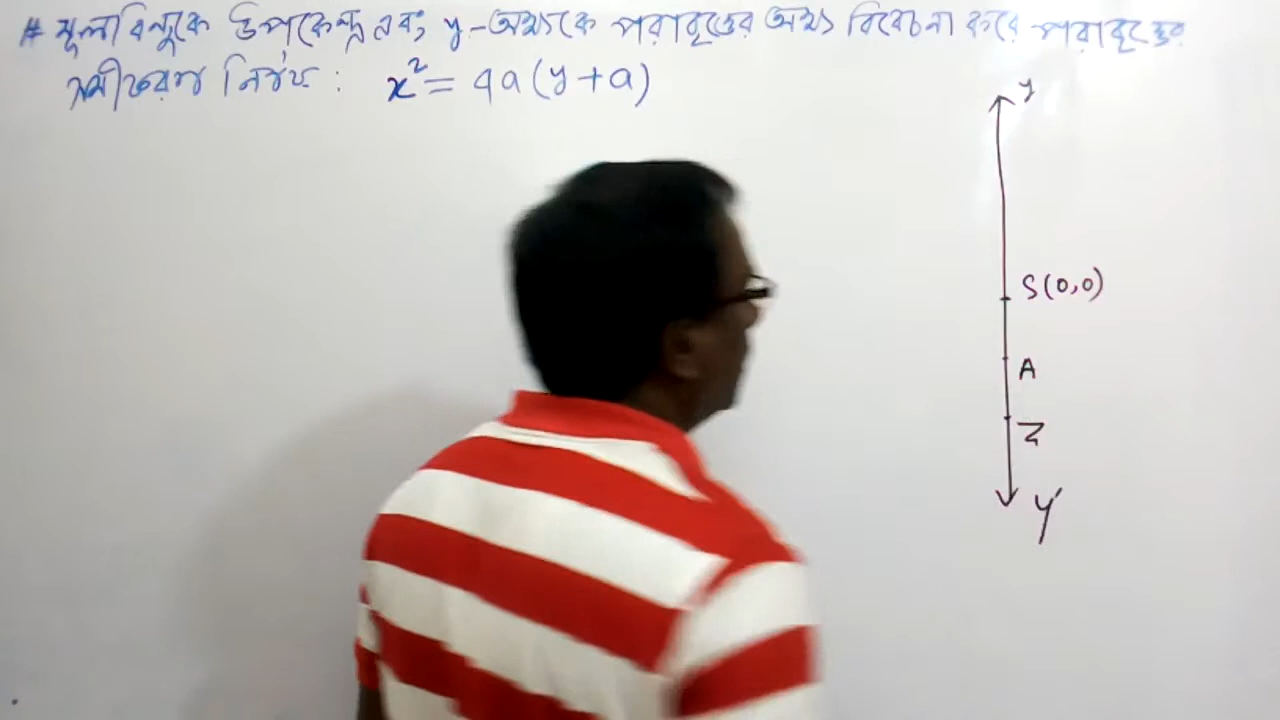 # মূলবিন্দুকে উপকেন্দ্র এবং y-অক্ষকে পরাবৃত্তের অক্ষ বিবেচনা করে পরাবৃত্তের
সমীকরণ নির্ণয়: x² = 4a(y+a)
y
S(0,0)
A
Z
y'